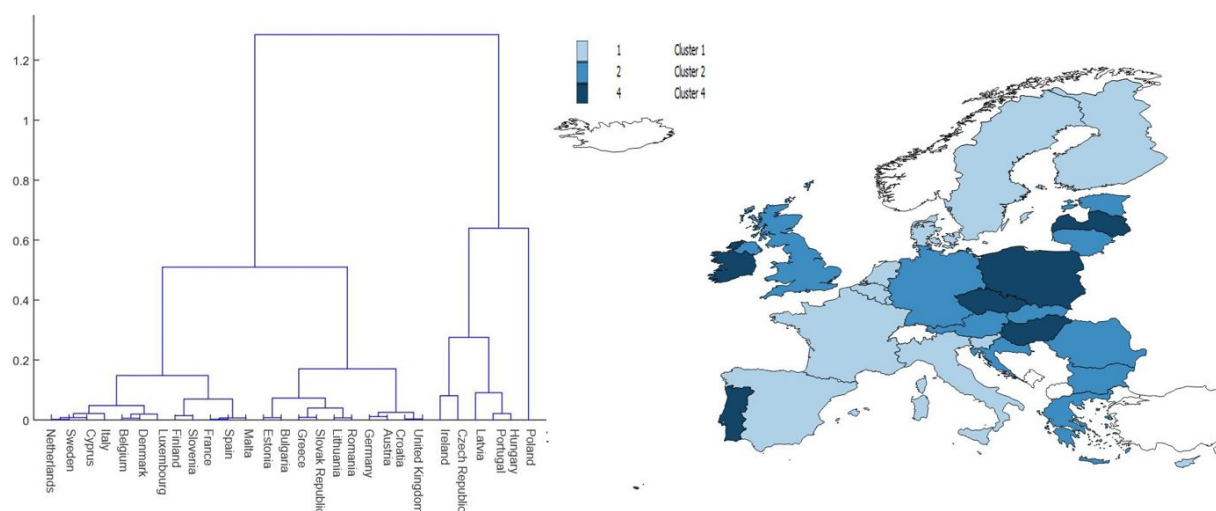 1.2
1
0.8
0.6
0.4
0.2
0
Netherlands
Sweden
Cyprus
Italy
Belgium
Denmark
Luxembourg
Finland
Slovenia
France
Spain
Malta
Estonia
Bulgaria
Greece
Slovak Republic
Lithuania
Romania
Germany
Austria
Croatia
United Kingdom
Ireland
Czech Republic
Latvia
Portugal
Hungary
Poland
1 Cluster 1
2 Cluster 2
4 Cluster 4